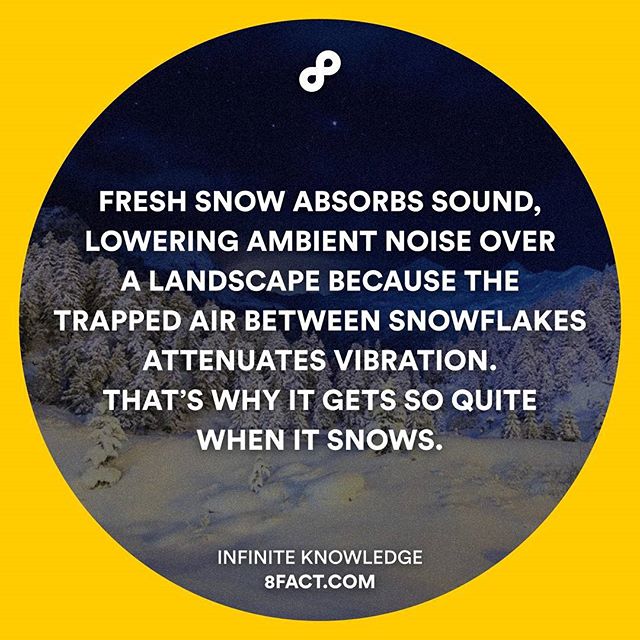 FRESH SNOW ABSORBS SOUND,
LOWERING AMBIENT NOISE OVER
A LANDSCAPE BECAUSE THE
TRAPPED AIR BETWEEN SNOWFLAKES
ATTENUATES VIBRATION.
THAT'S WHY IT GETS SO QUITE
WHEN IT SNOWS.
INFINITE KNOWLEDGE
8FACT.COM